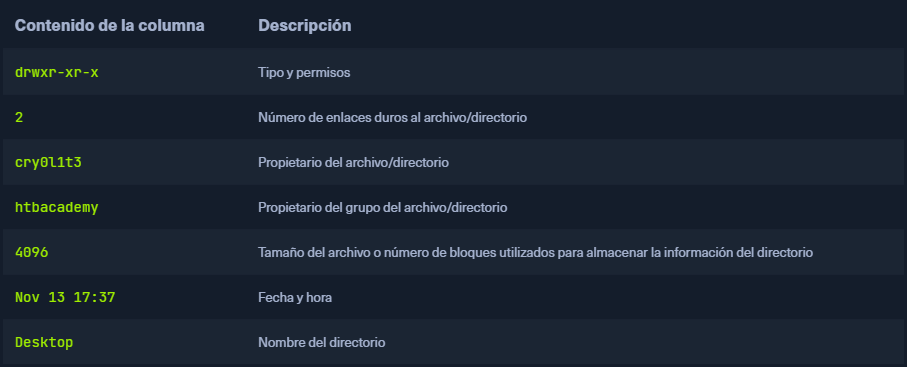 Contenido de la columna Descripción
drwxr-xr-x Tipo y permisos
2 Número de enlaces duros al archivo/directorio
cry0l1t3 Propietario del archivo/directorio
htbacademy Propietario del grupo del archivo/directorio
4096 Tamaño del archivo o número de bloques utilizados para almacenar la información del directorio
Nov 13 17:37 Fecha y hora
Desktop Nombre del directorio